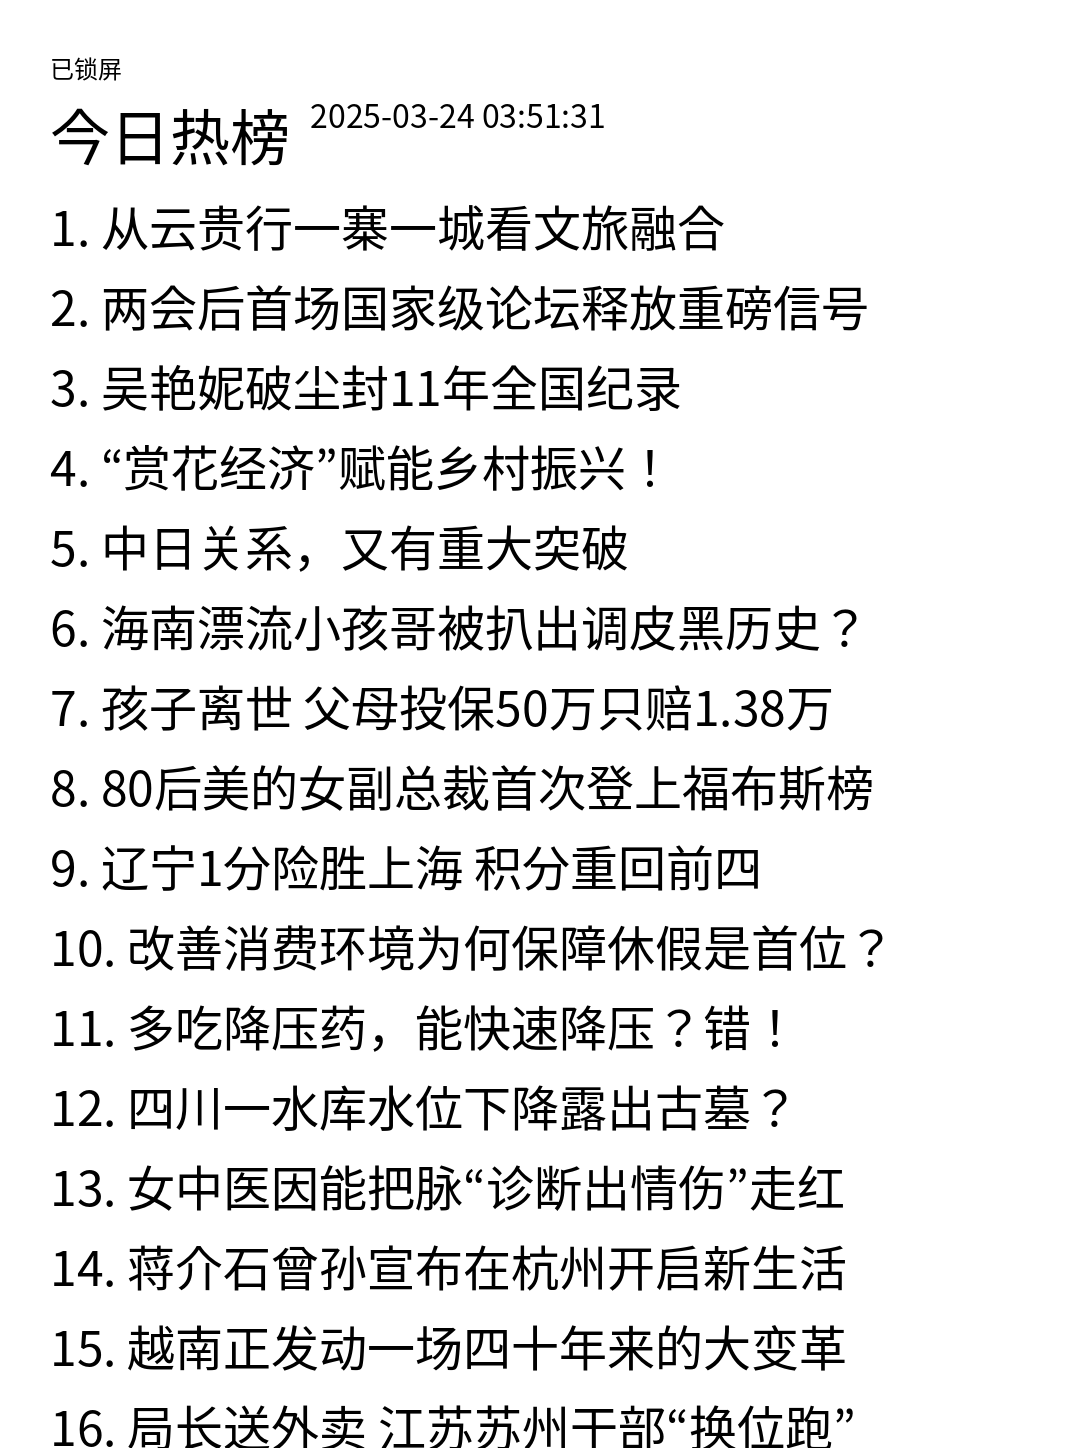 已锁屏
今日热榜 2025-03-24 03:51:31
1. 从云贵行一寨一城看文旅融合
2. 两会后首场国家级论坛释放重磅信号
3. 吴艳妮破尘封11年全国纪录
4. “赏花经济”赋能乡村振兴！
5. 中日关系，又有重大突破
6. 海南漂流小孩哥被扒出调皮黑历史？
7. 孩子离世 父母投保50万只赔1.38万
8. 80后美的女副总裁首次登上福布斯榜
9. 辽宁1分险胜上海 积分重回前四
10. 改善消费环境为何保障休假是首位？
11. 多吃降压药，能快速降压？错！
12. 四川一水库水位下降露出古墓？
13. 女中医因能把脉“诊断出情伤”走红
14. 蒋介石曾孙宣布在杭州开启新生活
15. 越南正发动一场四十年来的大变革
16. 局长送外卖 江苏苏州干部“换位跑”